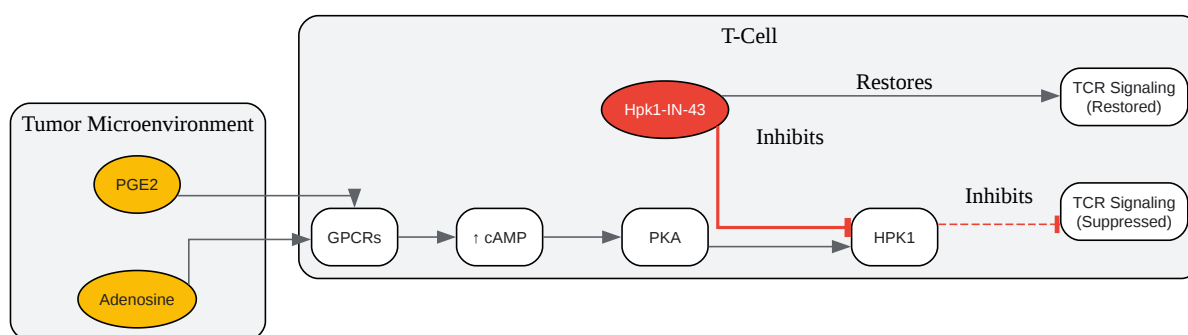 T-Cell
Tumor Microenvironment
PGE2
Adenosine
GPCRs
↑ cAMP
PKA
HPK1
Hpk1-IN-43
Restores
Inhibits
Inhibits
TCR Signaling
(Restored)
TCR Signaling
(Suppressed)